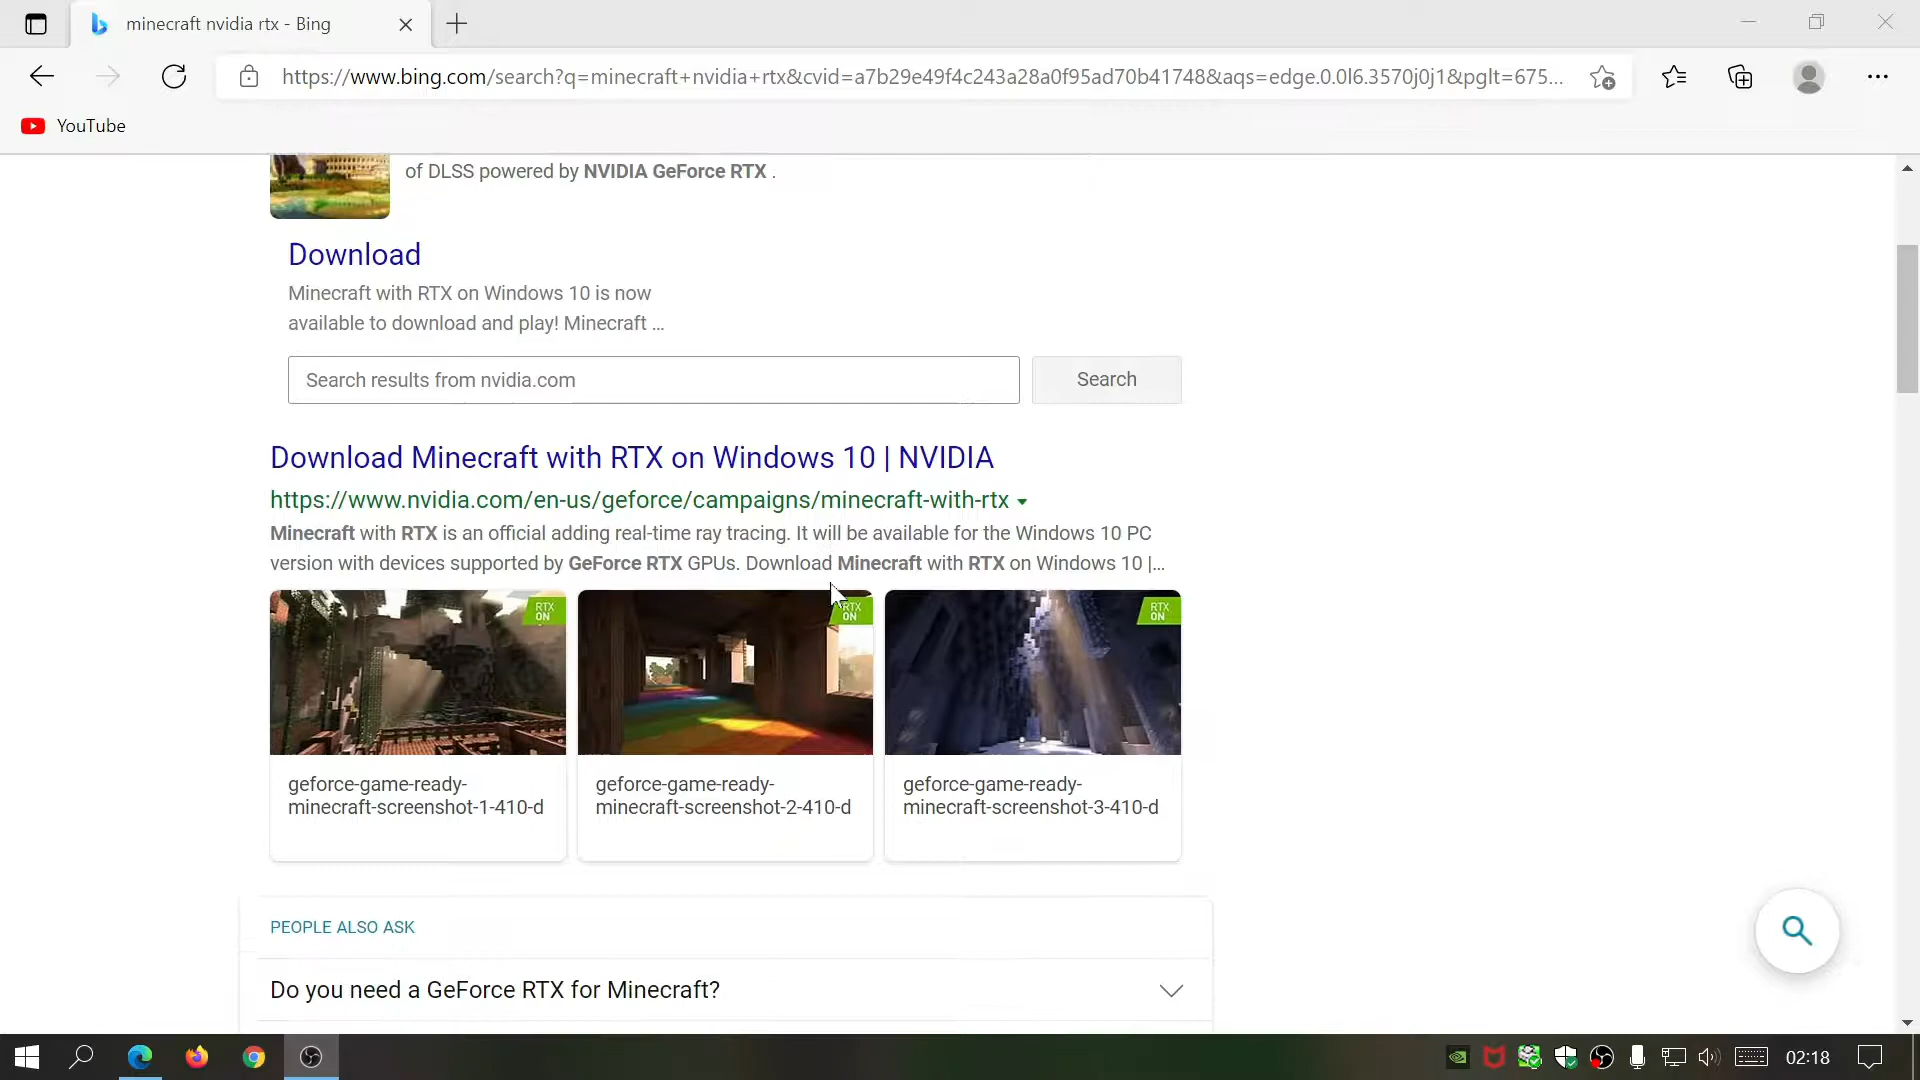 minecraft nvidia rtx - Bing
https://www.bing.com/search?q=minecraft+nvidia+rtx&cvid=a7b29e49f4c243a28a0f95ad70b41748&aqs=edge.0.0l6.3570j0j1&pglt=675...
YouTube
of DLSS powered by NVIDIA GeForce RTX .
Download
Minecraft with RTX on Windows 10 is now
available to download and play! Minecraft ...
Search results from nvidia.com
Search
Download Minecraft with RTX on Windows 10 | NVIDIA
https://www.nvidia.com/en-us/geforce/campaigns/minecraft-with-rtx
Minecraft with RTX is an official adding real-time ray tracing. It will be available for the Windows 10 PC
version with devices supported by GeForce RTX GPUs. Download Minecraft with RTX on Windows 10 |...
RTX
ON
RTX
ON
RTX
ON
geforce-game-ready-
minecraft-screenshot-1-410-d
geforce-game-ready-
minecraft-screenshot-2-410-d
geforce-game-ready-
minecraft-screenshot-3-410-d
PEOPLE ALSO ASK
Do you need a GeForce RTX for Minecraft?
02:18